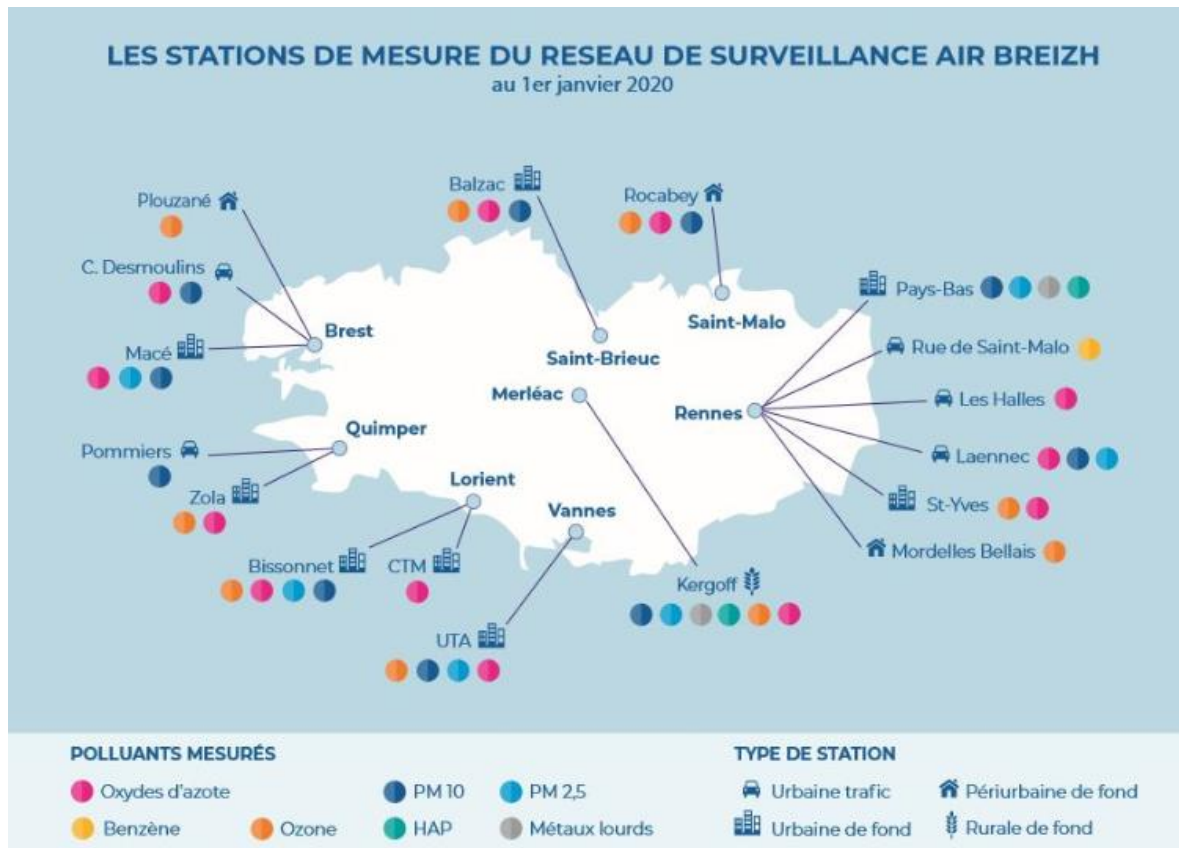 LES STATIONS DE MESURE DU RESEAU DE SURVEILLANCE AIR BREIZH
au 1er janvier 2020
Balzac
Rocabey
Plouzané
C. Desmoulins
Pays-Bas
Saint-Malo
Brest
Rue de Saint-Malo
Macé
Saint-Brieuc
Merléac
Les Halles
Rennes
Quimper
Pommiers
Laennec
Lorient
Zola
St-Yves
Vannes
Mordelles Bellais
Bissonnet
CTM
Kergoff
UTA
POLLUANTS MESURÉS
Oxydes d'azote
PM 10
PM 2,5
Benzène
Ozone
HAP
Métaux lourds
TYPE DE STATION
Urbaine trafic
Périurbaine de fond
Urbaine de fond
Rurale de fond